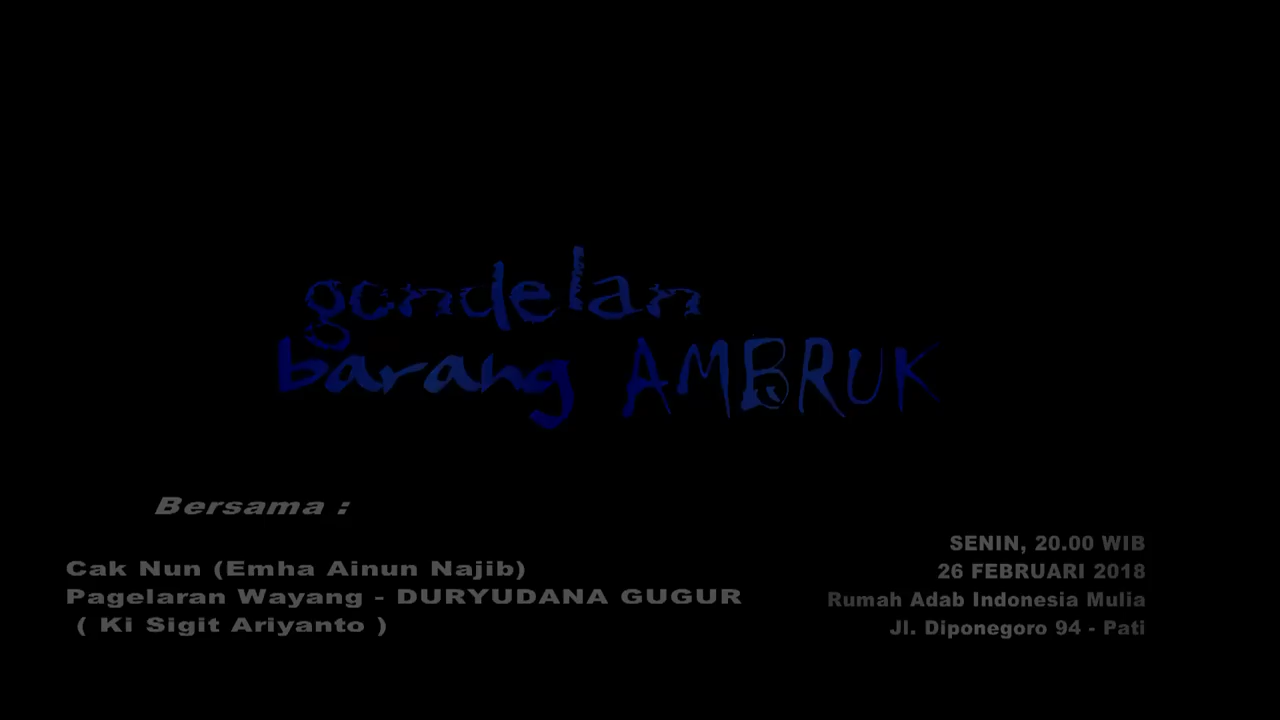 gondelan
barang AMBRUK
Bersama :
Cak Nun (Emha Ainun Najib)
Pagelaran Wayang - DURYUDANA GUGUR
( Ki Sigit Ariyanto )
SENIN, 20.00 WIB
26 FEBRUARI 2018
Rumah Adab Indonesia Mulia
Jl. Diponegoro 94 - Pati